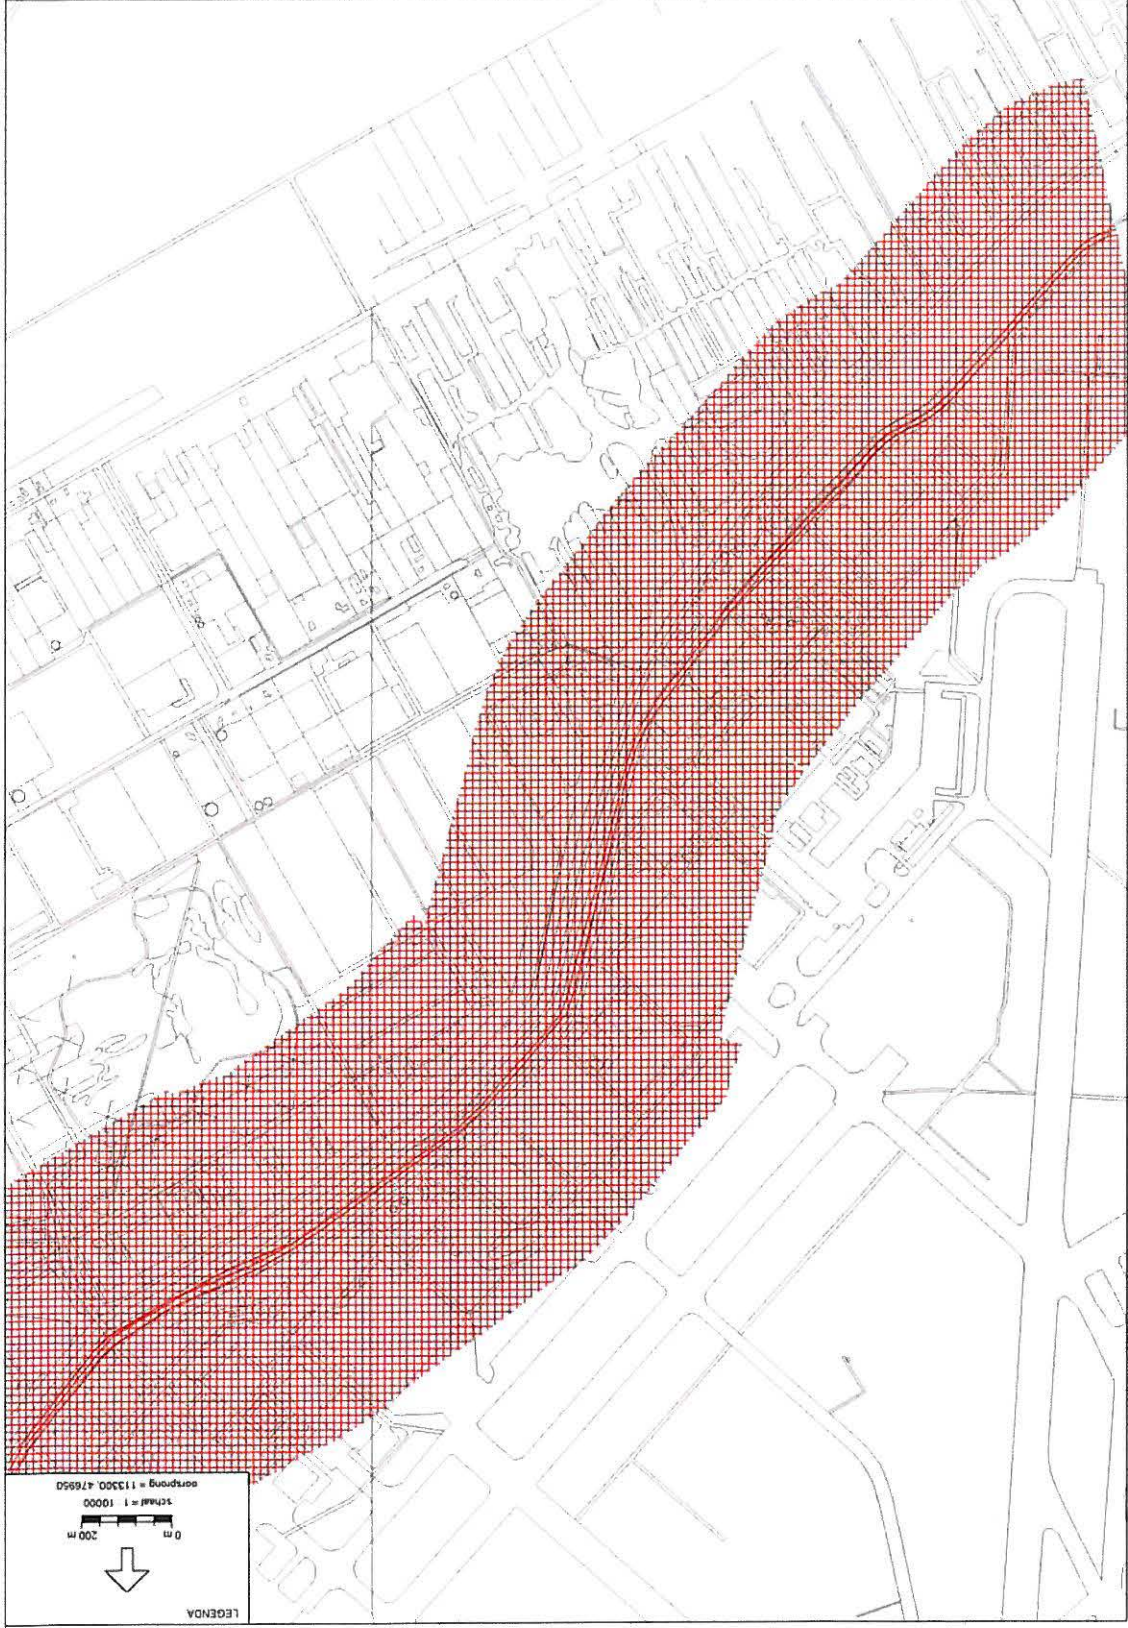 LEGENDA
0 m 200 m
schaal = 1 : 10000
oorsprong = 113300, 476950